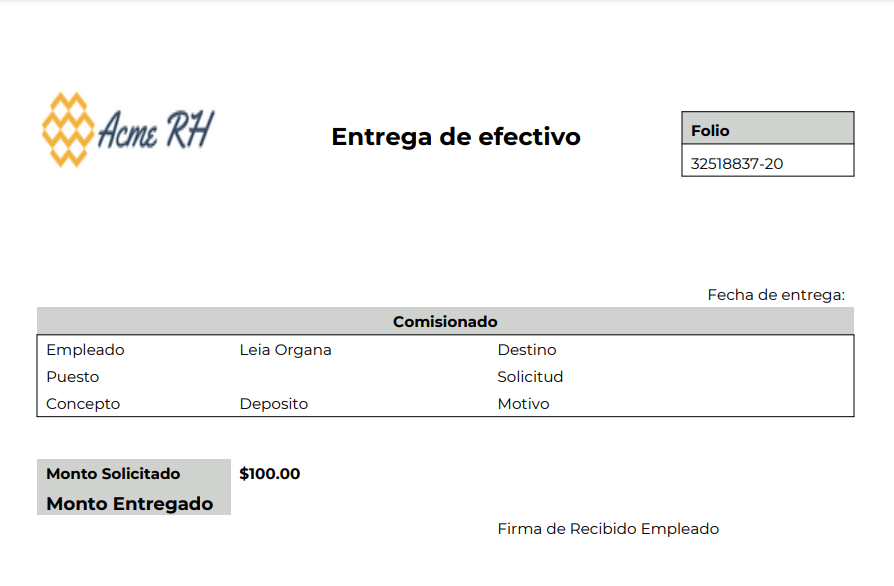 Acme RH
Entrega de efectivo
Folio
32518837-20
Fecha de entrega:
Comisionado
Empleado Leia Organa Destino
Puesto Solicitud
Concepto Deposito Motivo
Monto Solicitado $100.00
Monto Entregado
Firma de Recibido Empleado